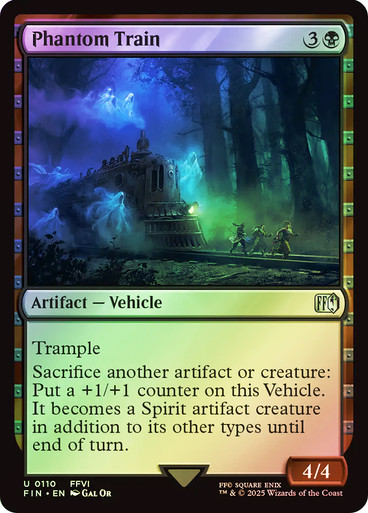 Phantom Train 3
Artifact — Vehicle
Trample
Sacrifice another artifact or creature:
Put a +1/+1 counter on this Vehicle.
It becomes a Spirit artifact creature
in addition to its other types until
end of turn.
4/4
U 0110 FFVI
FIN • EN Gal Or
FF© SQUARE ENIX
™ & © 2025 Wizards of the Coast